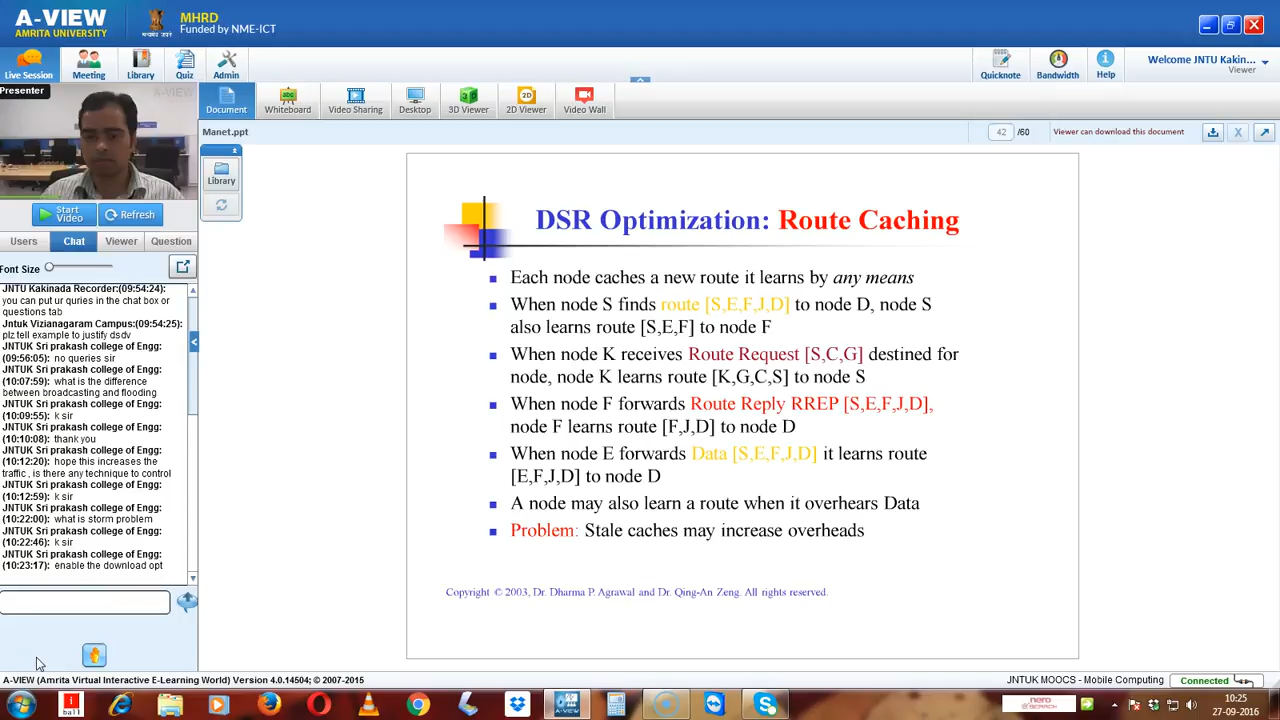 A-VIEW
AMRITA UNIVERSITY
MHRD
Funded by NME-ICT
Live Session
Meeting
Library
Quiz
Admin
Quicknote
Bandwidth
Help
Welcome JNTU Kakin...
Viewer
Presenter
A-VIEW
Document
Whiteboard
Video Sharing
Desktop
3D Viewer
2D Viewer
Video Wall
Manet.ppt
42 /60
Viewer can download this document
X
Library
Start Video
Refresh
Users
Chat
Viewer
Question
Font Size
JNTU Kakinada Recorder:(09:54:24):
you can put ur quries in the chat box or
questions tab
Jntuk Vizianagaram Campus:(09:54:25):
plz tell example to justify dsdv
JNTUK Sri prakash college of Engg:
(09:56:05): no queries sir
JNTUK Sri prakash college of Engg:
(10:07:59): what is the difference
between broadcasting and flooding
JNTUK Sri prakash college of Engg:
(10:09:55): k sir
JNTUK Sri prakash college of Engg:
(10:10:08): thank you
JNTUK Sri prakash college of Engg:
(10:12:20): hope this increases the
traffic , is there any technique to control
JNTUK Sri prakash college of Engg:
(10:12:59): k sir
JNTUK Sri prakash college of Engg:
(10:22:00): what is storm problem
JNTUK Sri prakash college of Engg:
(10:22:46): k sir
JNTUK Sri prakash college of Engg:
(10:23:17): enable the download opt
DSR Optimization: Route Caching
Each node caches a new route it learns by any means
When node S finds route [S,E,F,J,D] to node D, node S
also learns route [S,E,F] to node F
When node K receives Route Request [S,C,G] destined for
node, node K learns route [K,G,C,S] to node S
When node F forwards Route Reply RREP [S,E,F,J,D],
node F learns route [F,J,D] to node D
When node E forwards Data [S,E,F,J,D] it learns route
[E,F,J,D] to node D
A node may also learn a route when it overhears Data
Problem: Stale caches may increase overheads
Copyright © 2003, Dr. Dharma P. Agrawal and Dr. Qing-An Zeng. All rights reserved.
A-VIEW (Amrita Virtual Interactive E-Learning World) Version 4.0.14504; © 2007-2015
JNTUK MOOCS - Mobile Computing
Connected
i
ball
A-VIEW
nero
SEARCH
10:25
27-09-2016